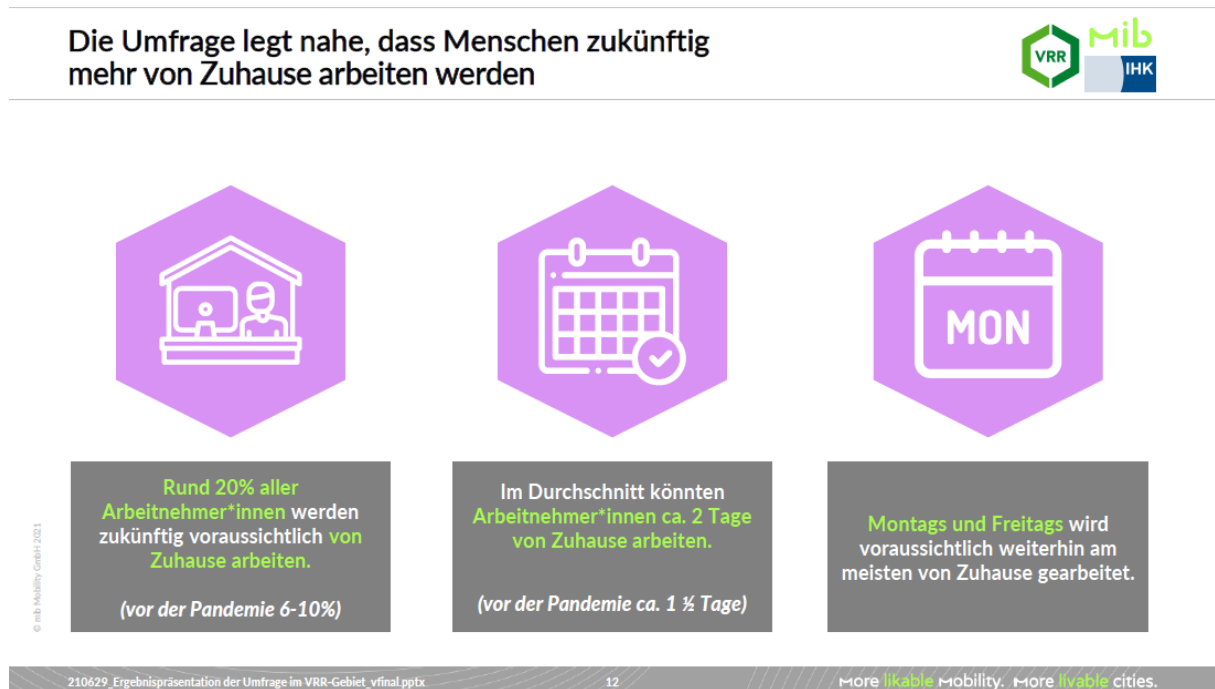 Die Umfrage legt nahe, dass Menschen zukünftig
mehr von Zuhause arbeiten werden
VRR
mib
IHK
MON
Rund 20% aller
Arbeitnehmer*innen werden
zukünftig voraussichtlich von
Zuhause arbeiten.
(vor der Pandemie 6-10%)
Im Durchschnitt könnten
Arbeitnehmer*innen ca. 2 Tage
von Zuhause arbeiten.
(vor der Pandemie ca. 1 ½ Tage)
Montags und Freitags wird
voraussichtlich weiterhin am
meisten von Zuhause gearbeitet.
© mib Mobility GmbH 2021
210629_Ergebnispräsentation der Umfrage im VRR-Gebiet_vfinal.pptx
12
More likable Mobility. More livable cities.